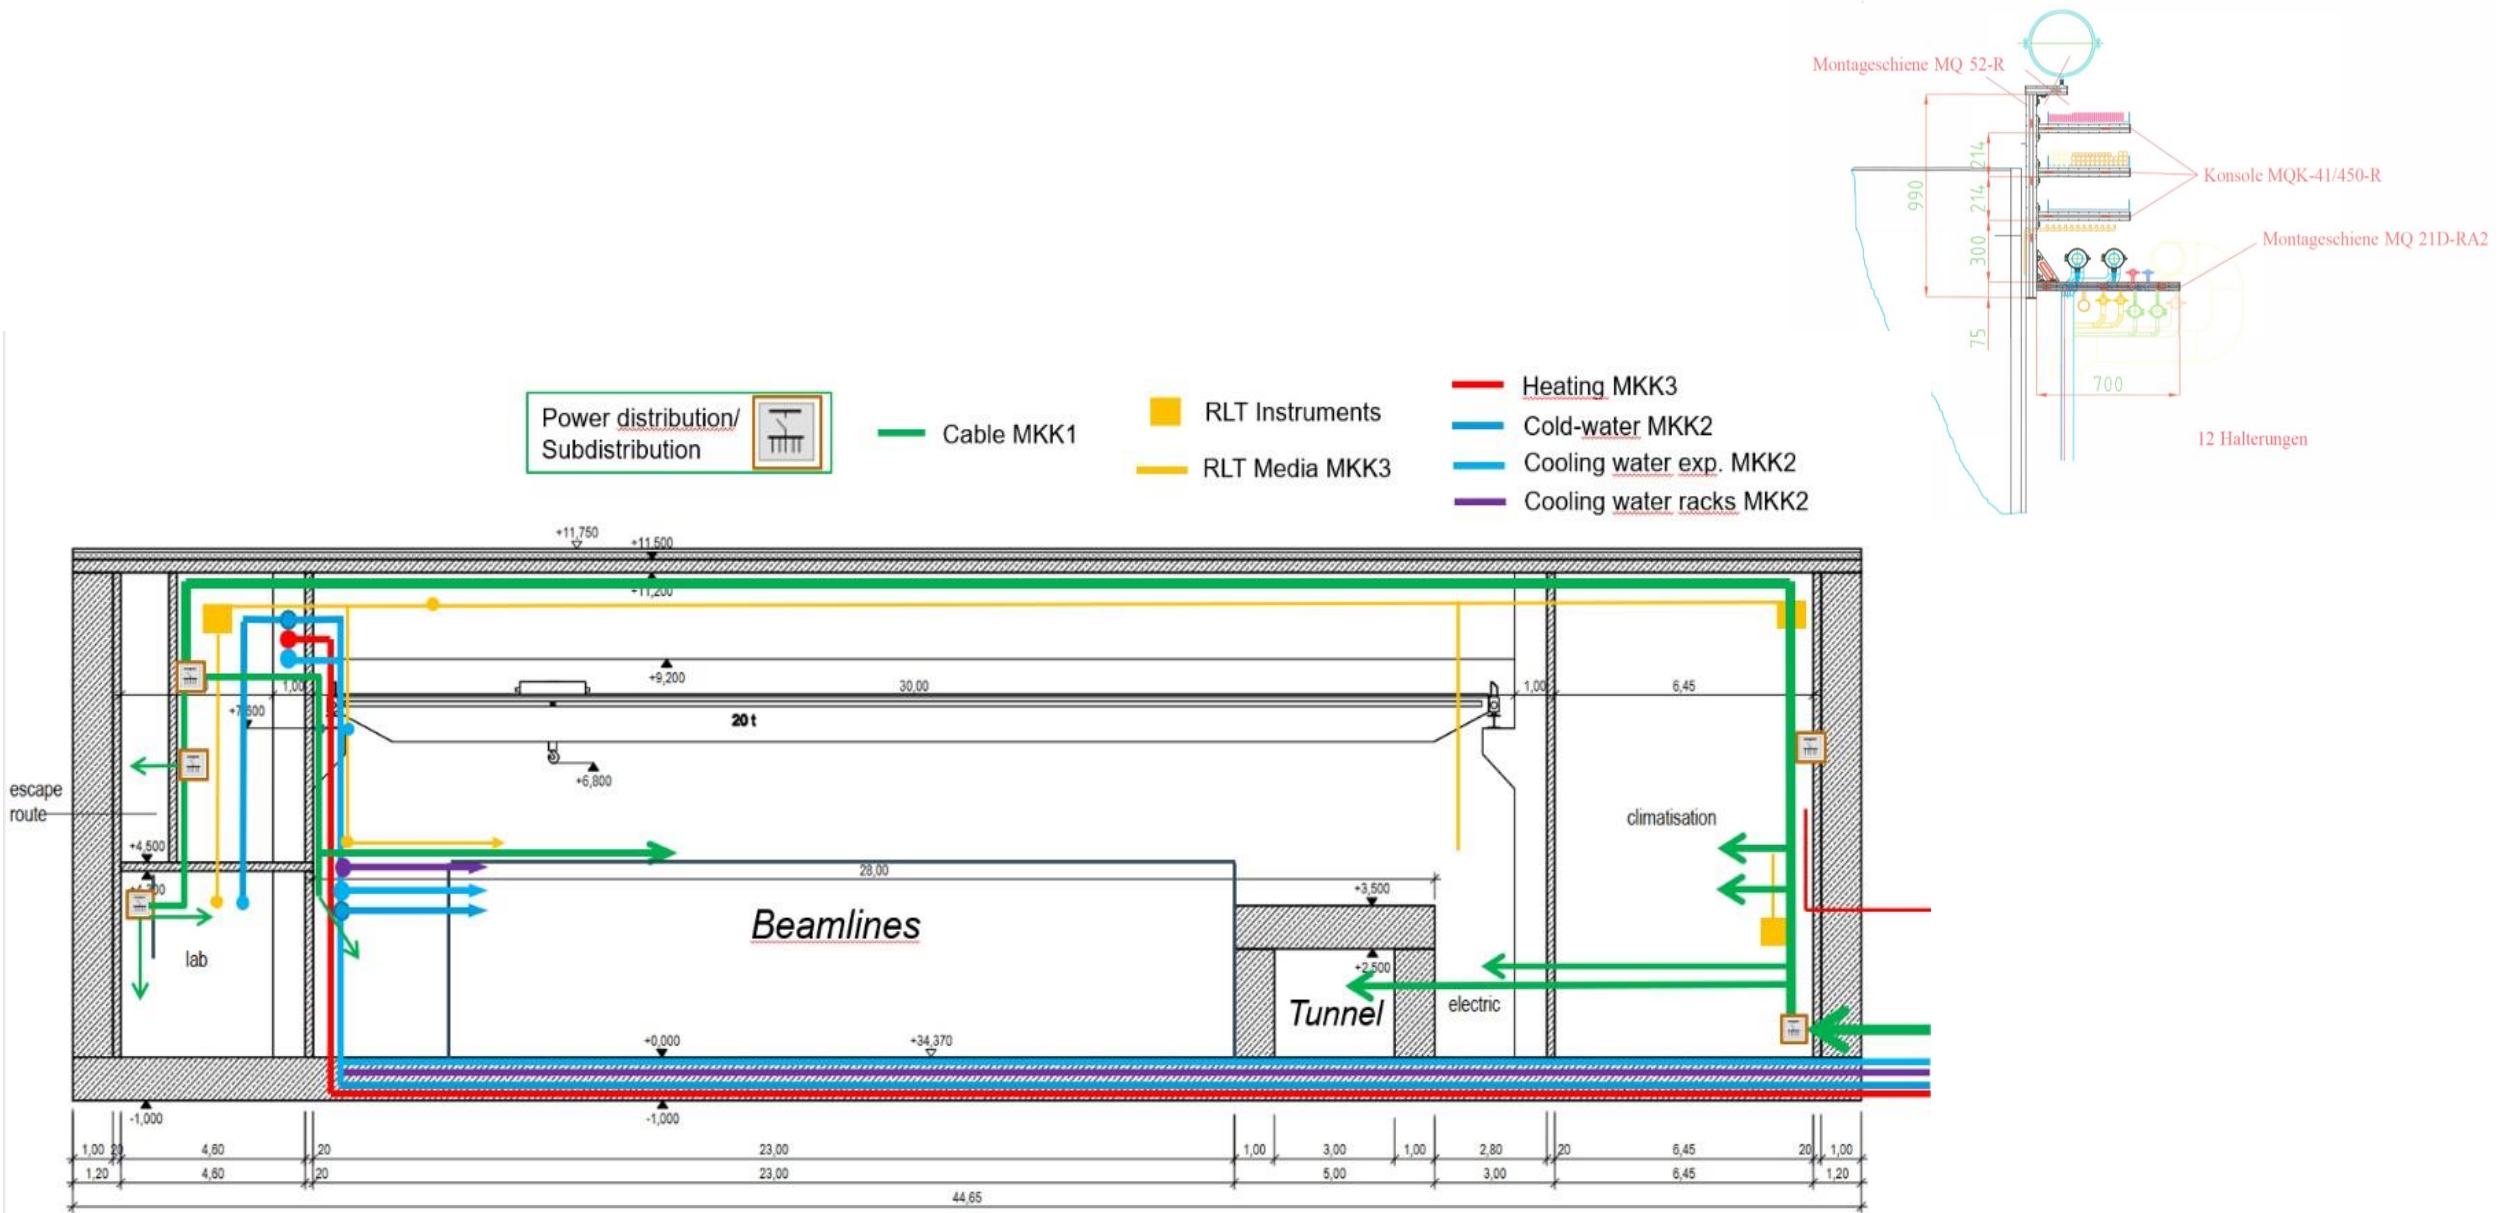 Montageschiene MQ 52-R
Konsole MQK-41/450-R
Montageschiene MQ 21D-RA2
990
214
214
300
75
700
12 Halterungen
Power distribution/
Subdistribution
Cable MKK1
RLT Instruments
RLT Media MKK3
Heating MKK3
Cold-water MKK2
Cooling water exp. MKK2
Cooling water racks MKK2
+11,750
+11,500
+11,200
+9,200
1,00
30,00
1,00
6,45
+7,600
20 t
+6,800
escape
route
climatisation
+4,500
28,00
+3,500
Beamlines
lab
+2,500
Tunnel
electric
+0,000
+34,370
-1,000
-1,000
1,00 20 4,60 20 23,00 1,00 3,00 1,00 2,80 20 6,45 20 1,00
1,20 4,60 20 23,00 5,00 3,00 6,45 1,20
44,65